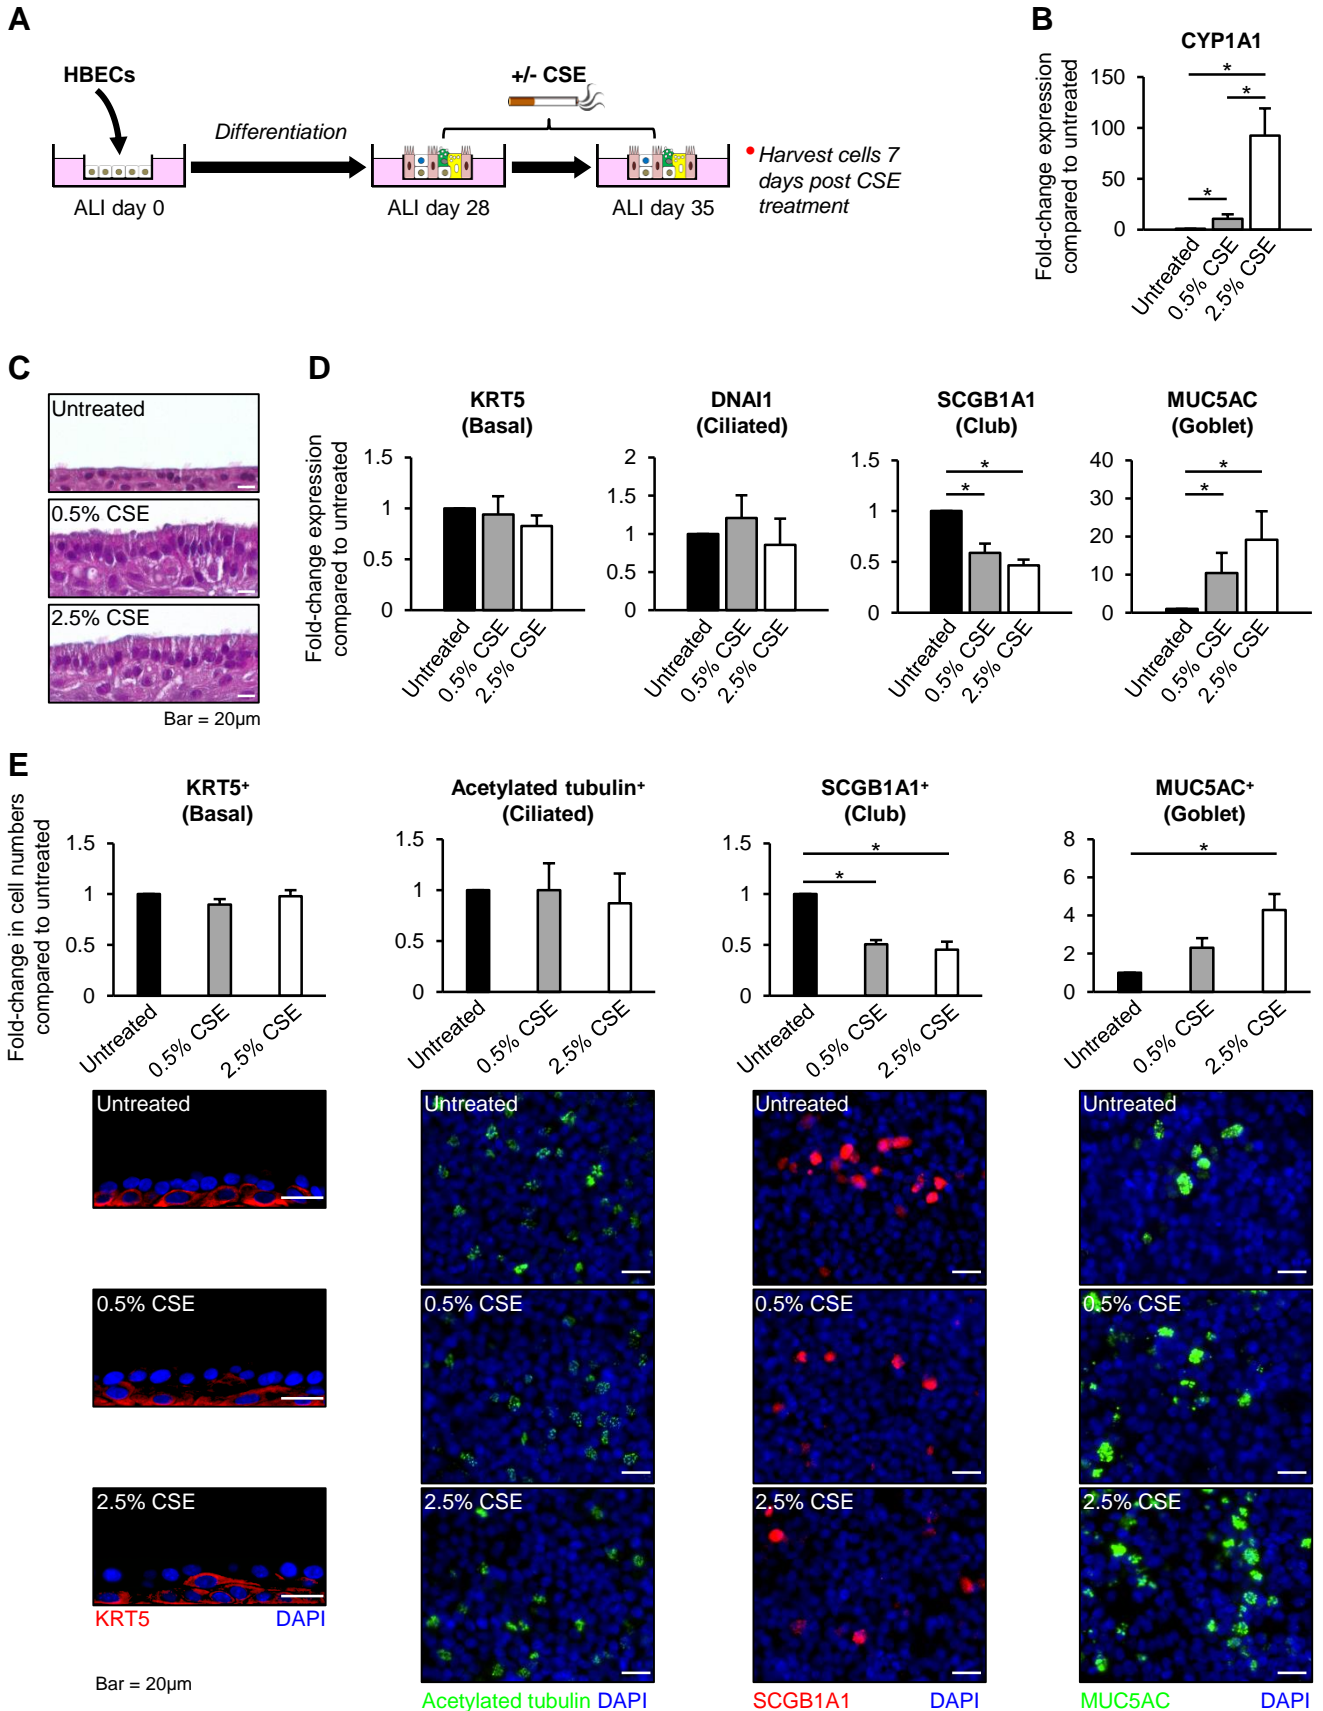 A
HBECs
+/- CSE
Differentiation
ALI day 0
ALI day 28
ALI day 35
Harvest cells 7
days post CSE
treatment
B
CYP1A1
Fold-change expression
compared to untreated
150
100
50
0
Untreated
0.5% CSE
2.5% CSE
*
*
*
C
Untreated
0.5% CSE
2.5% CSE
Bar = 20µm
D
Fold-change expression
compared to untreated
KRT5
(Basal)
1.5
1
0.5
0
Untreated
0.5% CSE
2.5% CSE
DNAI1
(Ciliated)
2
1.5
1
0.5
0
Untreated
0.5% CSE
2.5% CSE
SCGB1A1
(Club)
1.5
1
0.5
0
*
*
Untreated
0.5% CSE
2.5% CSE
MUC5AC
(Goblet)
40
30
20
10
0
*
*
Untreated
0.5% CSE
2.5% CSE
E
Fold-change in cell numbers
compared to untreated
KRT5+
(Basal)
1.5
1
0.5
0
Untreated
0.5% CSE
2.5% CSE
Acetylated tubulin+
(Ciliated)
1.5
1
0.5
0
Untreated
0.5% CSE
2.5% CSE
SCGB1A1+
(Club)
1.5
1
0.5
0
*
*
Untreated
0.5% CSE
2.5% CSE
MUC5AC+
(Goblet)
8
6
4
2
0
*
Untreated
0.5% CSE
2.5% CSE
Untreated
0.5% CSE
2.5% CSE
KRT5 DAPI
Bar = 20µm
Untreated
0.5% CSE
2.5% CSE
Acetylated tubulin DAPI
Untreated
0.5% CSE
2.5% CSE
SCGB1A1 DAPI
Untreated
0.5% CSE
2.5% CSE
MUC5AC DAPI